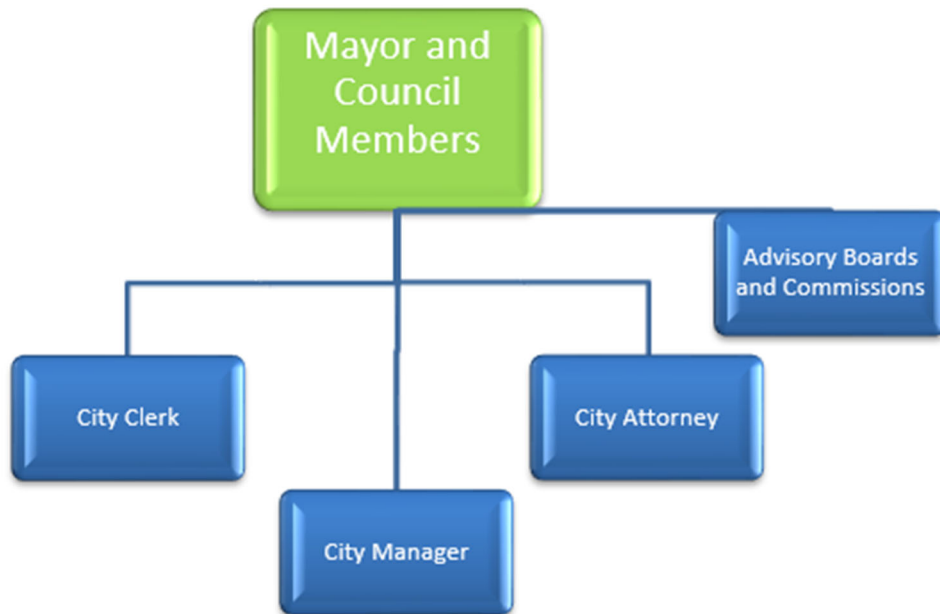 Mayor and
Council
Members
Advisory Boards
and Commissions
City Clerk
City Attorney
City Manager